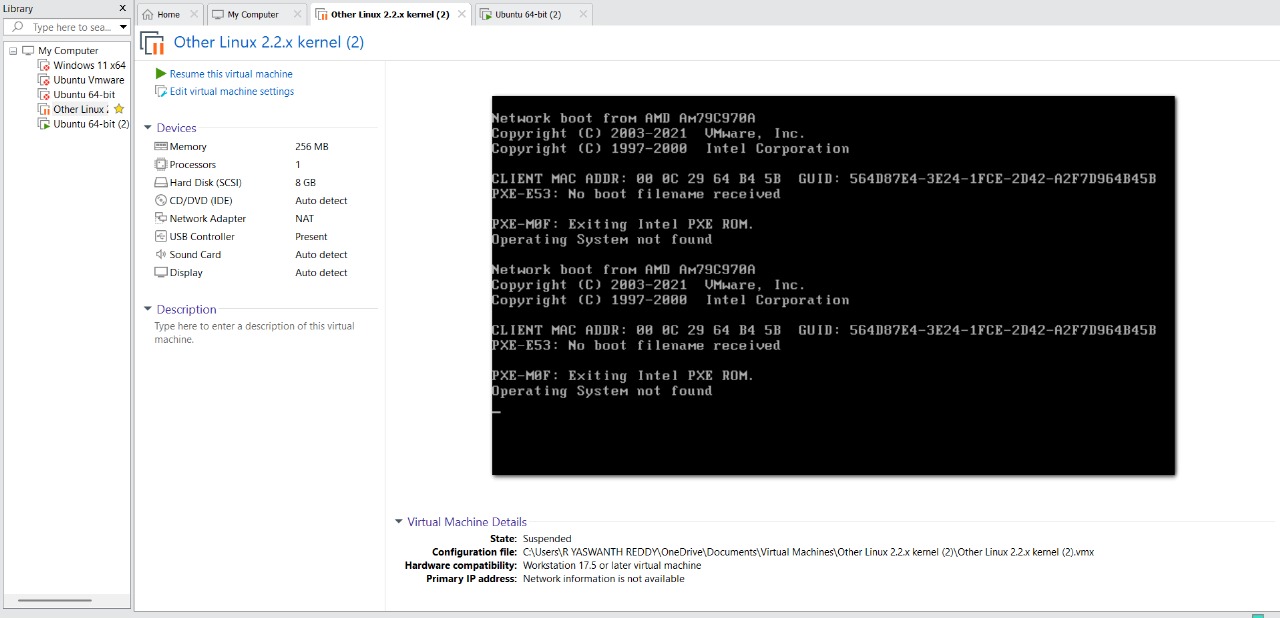 Library X
Home
My Computer
Other Linux 2.2.x kernel (2)
Ubuntu 64-bit (2)
Type here to sea...
My Computer
Windows 11 x64
Ubuntu Vmware
Ubuntu 64-bit
Other Linux
Ubuntu 64-bit (2)
Other Linux 2.2.x kernel (2)
Resume this virtual machine
Edit virtual machine settings
Devices
Memory 256 MB
Processors 1
Hard Disk (SCSI) 8 GB
CD/DVD (IDE) Auto detect
Network Adapter NAT
USB Controller Present
Sound Card Auto detect
Display Auto detect
Description
Type here to enter a description of this virtual
machine.
Network boot from AMD Am79C970A
Copyright (C) 2003-2021 VMware, Inc.
Copyright (C) 1997-2000 Intel Corporation
CLIENT MAC ADDR: 00 0C 29 64 B4 5B GUID: 564D87E4-3E24-1FCE-2D42-A2F7D964B45B
PXE-E53: No boot filename received
PXE-M0F: Exiting Intel PXE ROM.
Operating System not found
Network boot from AMD Am79C970A
Copyright (C) 2003-2021 VMware, Inc.
Copyright (C) 1997-2000 Intel Corporation
CLIENT MAC ADDR: 00 0C 29 64 B4 5B GUID: 564D87E4-3E24-1FCE-2D42-A2F7D964B45B
PXE-E53: No boot filename received
PXE-M0F: Exiting Intel PXE ROM.
Operating System not found
_
Virtual Machine Details
State: Suspended
Configuration file: C:\Users\R YASWANTH REDDY\OneDrive\Documents\Virtual Machines\Other Linux 2.2.x kernel (2)\Other Linux 2.2.x kernel (2).vmx
Hardware compatibility: Workstation 17.5 or later virtual machine
Primary IP address: Network information is not available